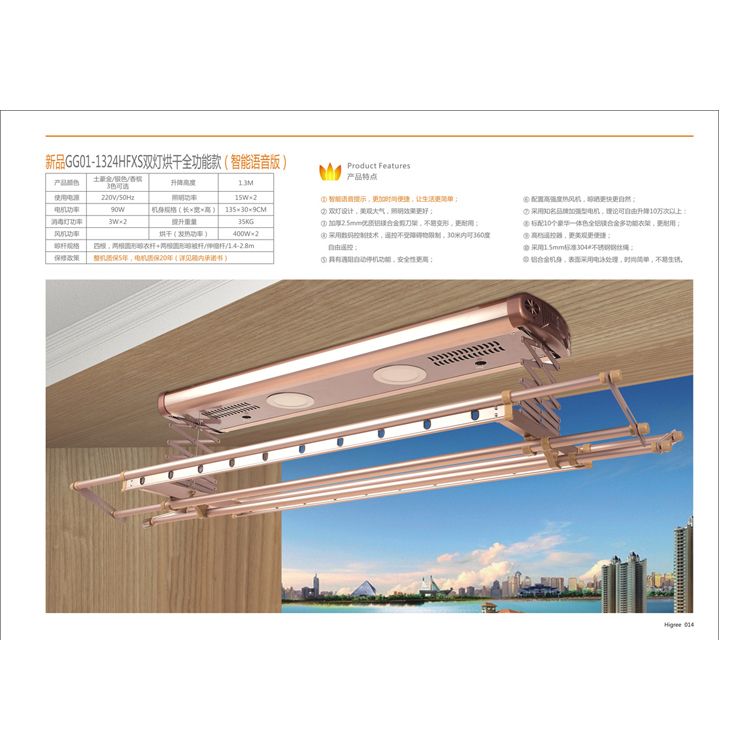 新品GG01-1324HFXS双灯烘干全功能款（智能语音版）
产品颜色 土豪金/银色/香槟 3色可选 升降高度 1.3M
使用电源 220V/50Hz 照明功率 15W×2
电机功率 90W 机身规格（长×宽×高） 135×30×9CM
消毒灯功率 3W×2 提升重量 35KG
风机功率 烘干（发热功率） 400W×2
晾杆规格 四根，两根圆形晾衣杆+两根圆形晾被杆/伸缩杆/1.4-2.8m
保修政策 整机质保5年，电机质保20年（详见箱内承诺书）
Product Features
产品特点
① 智能语音提示，更加时尚便捷，让生活更简单；
② 双灯设计，美观大气，照明效果更好；
③ 加厚2.5mm优质铝镁合金剪刀架，不易变形，更耐用；
④ 采用数码控制技术，遥控不受障碍物限制，30米内可360度
自由遥控；
⑤ 具有遇阻自动停机功能，安全性更高；
⑥ 配置高强度热风机，晾晒更快更自然；
⑦ 采用知名品牌加强型电机，理论可自由升降10万次以上；
⑧ 标配10个豪华一体色全铝镁合金多功能衣架，更耐用；
⑨ 高档遥控器，更美观更便捷；
⑩ 采用1.5mm标准304#不锈钢钢丝绳；
⑪ 铝合金机身，表面采用电泳处理，时尚简单，不易生锈。
Higree 014